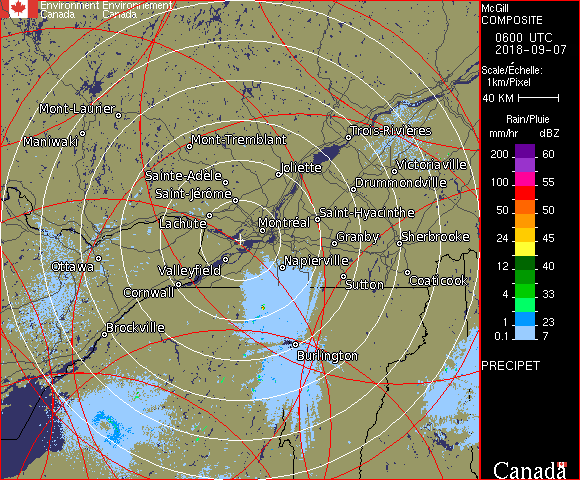 Environment Environnement
Canada Canada
McGill
COMPOSITE
0600 UTC
2018-09-07
Scale/Échelle:
1km/Pixel
40 KM
Rain/Pluie
mm/hr dBZ
200 60
100 55
50 50
24 45
12 40
4 33
1 23
0.1 7
PRECIPET
Canada
Mont-Laurier
Maniwaki
Mont-Tremblant
Trois-Rivières
Sainte-Adèle
Joliette
Victoriaville
Saint-Jérôme
Drummondville
Lachute
Montréal
Saint-Hyacinthe
Granby
Sherbrooke
Ottawa
Valleyfield
Napierville
Cornwall
Sutton
Coaticook
Brockville
Burlington